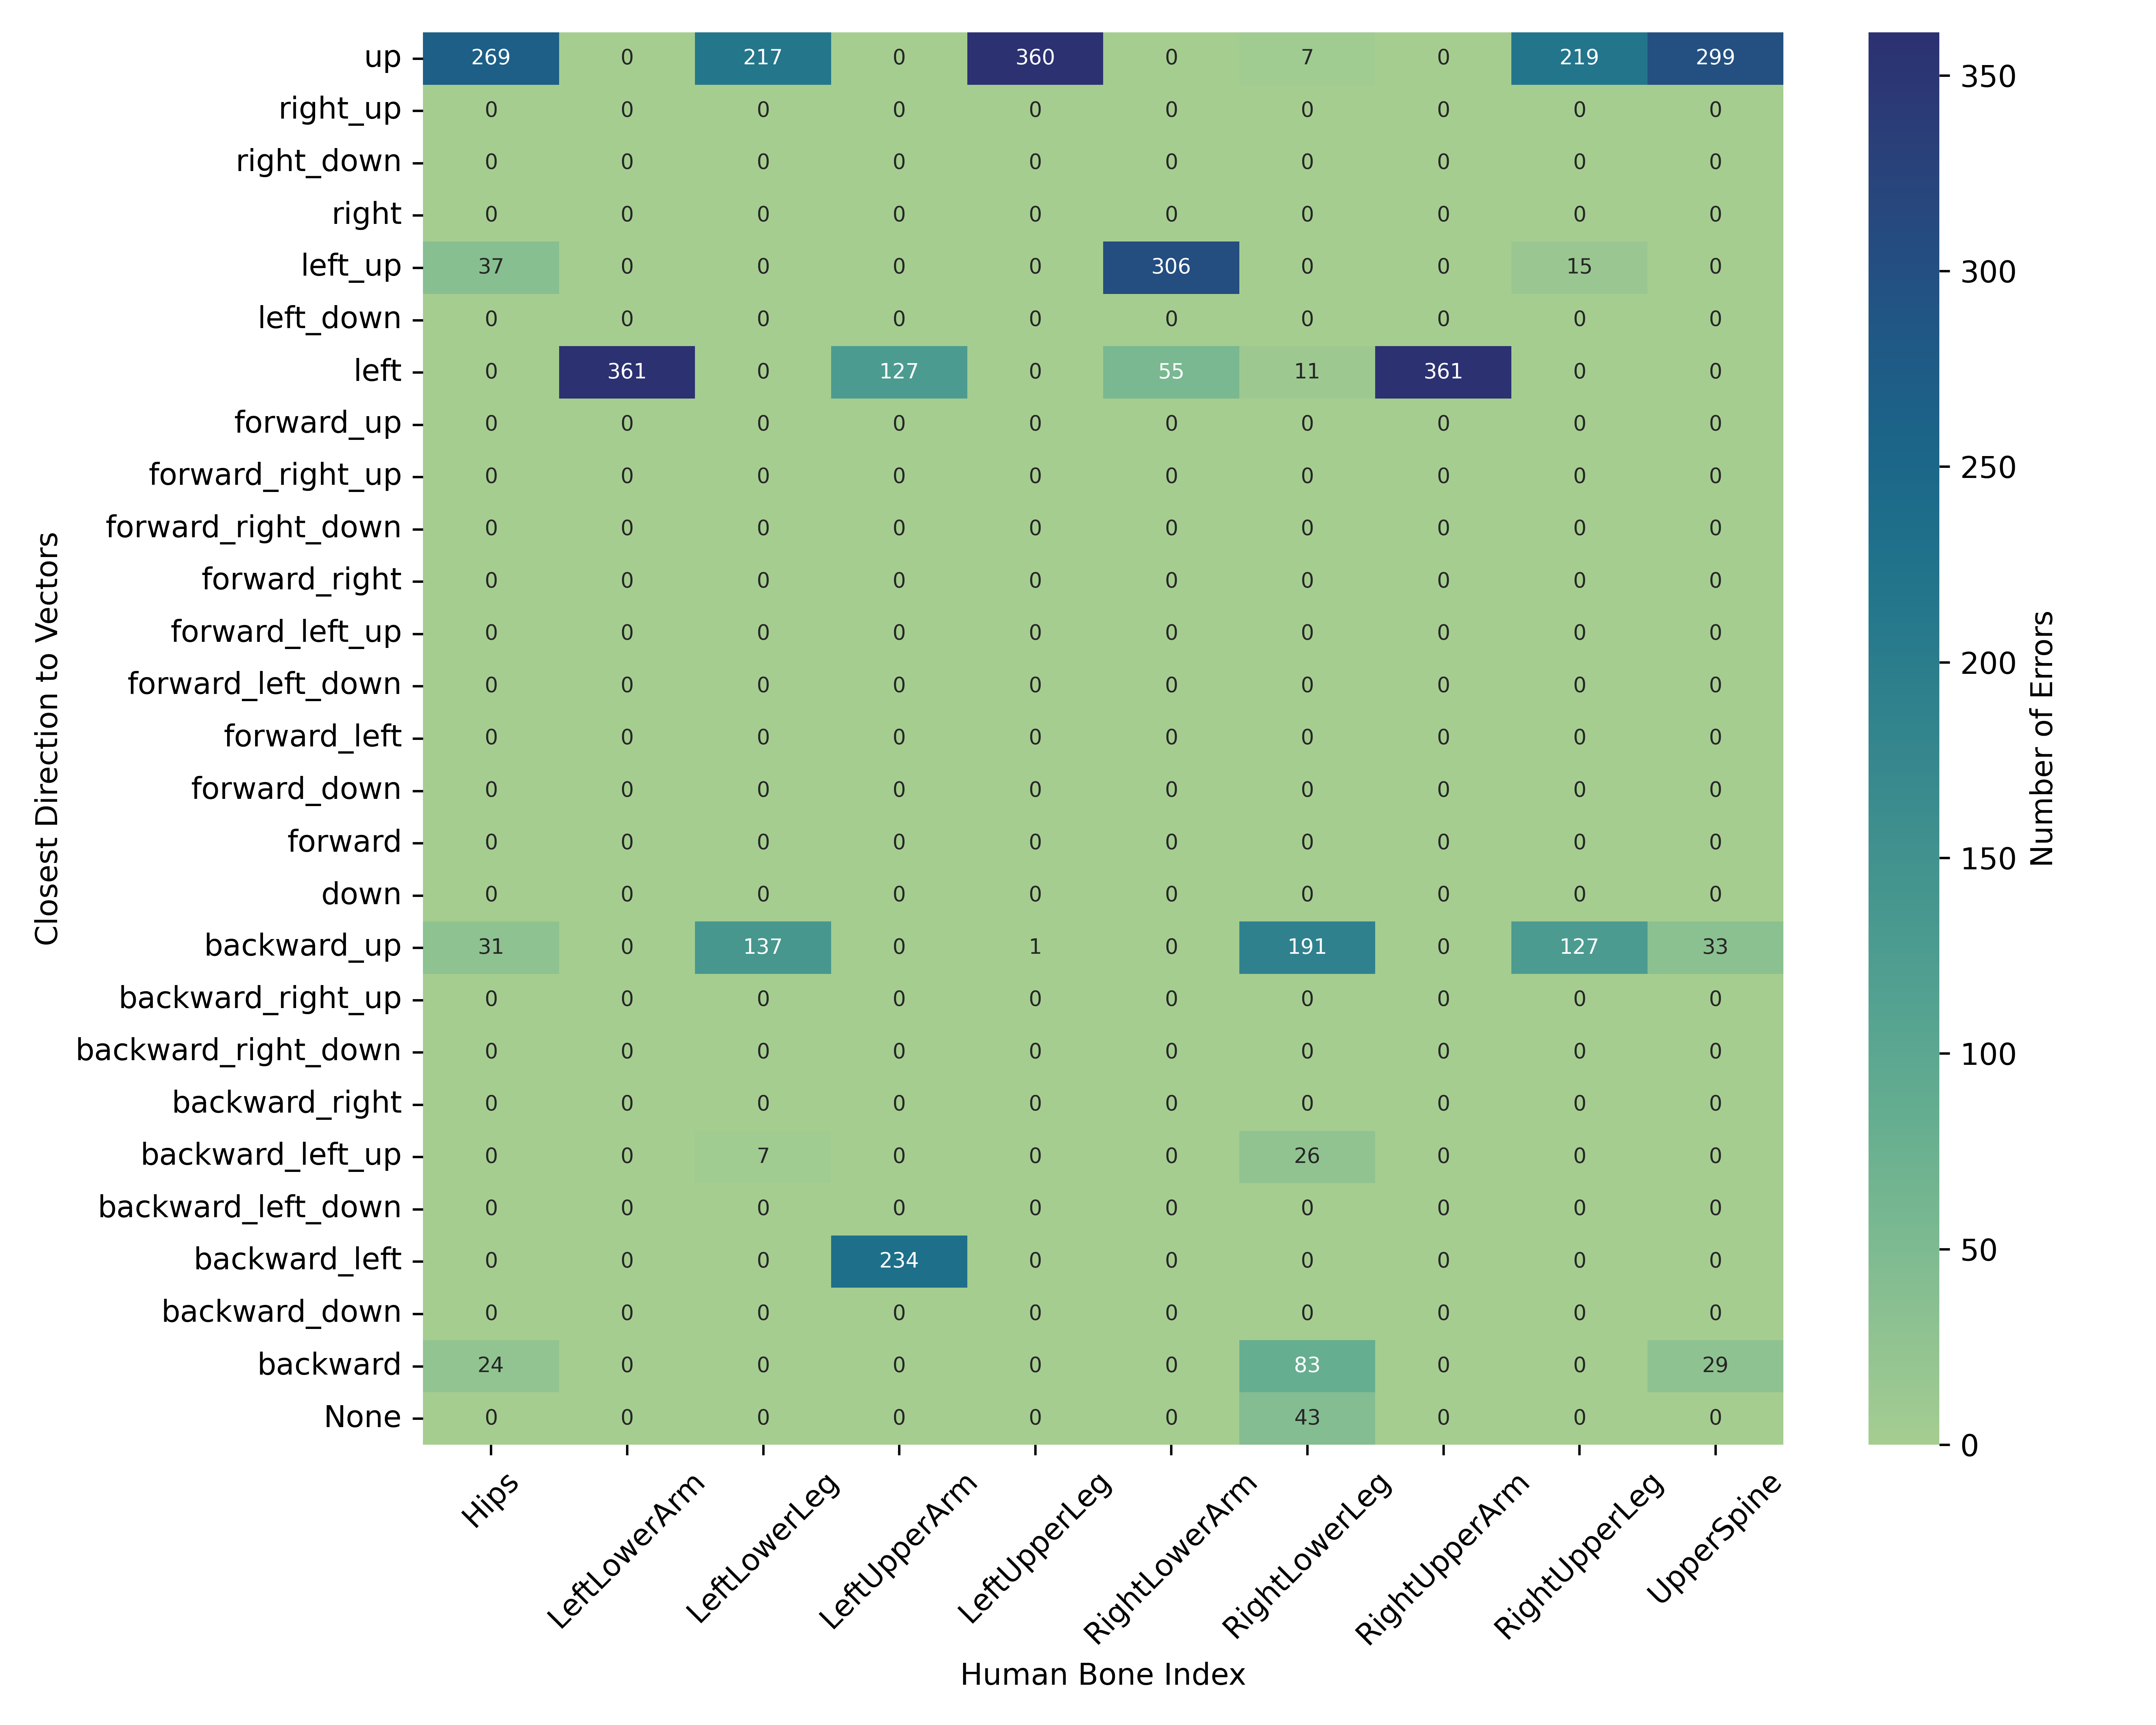 up 269 0 217 0 360 0 7 0 219 299
right_up 0 0 0 0 0 0 0 0 0 0
right_down 0 0 0 0 0 0 0 0 0 0
right 0 0 0 0 0 0 0 0 0 0
left_up 37 0 0 0 0 306 0 0 15 0
left_down 0 0 0 0 0 0 0 0 0 0
left 0 361 0 127 0 55 11 361 0 0
forward_up 0 0 0 0 0 0 0 0 0 0
forward_right_up 0 0 0 0 0 0 0 0 0 0
forward_right_down 0 0 0 0 0 0 0 0 0 0
forward_right 0 0 0 0 0 0 0 0 0 0
forward_left_up 0 0 0 0 0 0 0 0 0 0
forward_left_down 0 0 0 0 0 0 0 0 0 0
forward_left 0 0 0 0 0 0 0 0 0 0
forward_down 0 0 0 0 0 0 0 0 0 0
forward 0 0 0 0 0 0 0 0 0 0
down 0 0 0 0 0 0 0 0 0 0
backward_up 31 0 137 0 1 0 191 0 127 33
backward_right_up 0 0 0 0 0 0 0 0 0 0
backward_right_down 0 0 0 0 0 0 0 0 0 0
backward_right 0 0 0 0 0 0 0 0 0 0
backward_left_up 0 0 7 0 0 0 26 0 0 0
backward_left_down 0 0 0 0 0 0 0 0 0 0
backward_left 0 0 0 234 0 0 0 0 0 0
backward_down 0 0 0 0 0 0 0 0 0 0
backward 24 0 0 0 0 0 83 0 0 29
None 0 0 0 0 0 0 43 0 0 0
Hips LeftLowerArm LeftLowerLeg LeftUpperArm LeftUpperLeg RightLowerArm RightLowerLeg RightUpperArm RightUpperLeg UpperSpine
Human Bone Index
Closest Direction to Vectors
350
300
250
200
150
100
50
0
Number of Errors